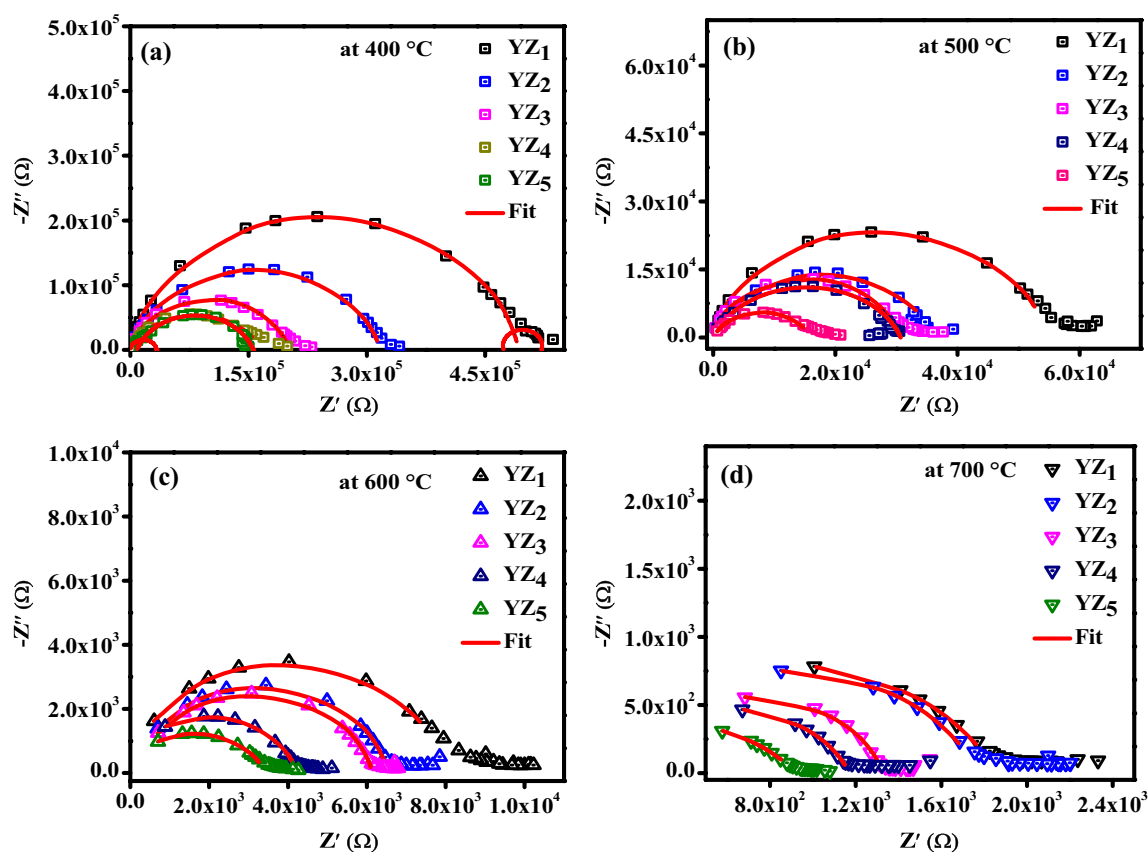 (a)
at 400 °C
YZ1
YZ2
YZ3
YZ4
YZ5
Fit
5.0x10^5
4.5x10^5
3.0x10^5
1.5x10^5
1.0x10^5
0.0
-Z″ (Ω)
0.0
1.5x10^5
3.0x10^5
4.5x10^5
Z′ (Ω)
(b)
at 500 °C
YZ1
YZ2
YZ3
YZ4
YZ5
Fit
6.0x10^4
4.5x10^4
3.0x10^4
1.5x10^4
0.0
-Z″ (Ω)
0.0
2.0x10^4
4.0x10^4
6.0x10^4
Z′ (Ω)
(c)
at 600 °C
YZ1
YZ2
YZ3
YZ4
YZ5
Fit
1.0x10^4
8.0x10^3
6.0x10^3
4.0x10^3
2.0x10^3
0.0
-Z″ (Ω)
0.0
2.0x10^3
4.0x10^3
6.0x10^3
8.0x10^3
1.0x10^4
Z′ (Ω)
(d)
at 700 °C
YZ1
YZ2
YZ3
YZ4
YZ5
Fit
2.0x10^3
1.5x10^3
1.0x10^3
5.0x10^2
0.0
-Z″ (Ω)
8.0x10^2
1.2x10^3
1.6x10^3
2.0x10^3
2.4x10^3
Z′ (Ω)